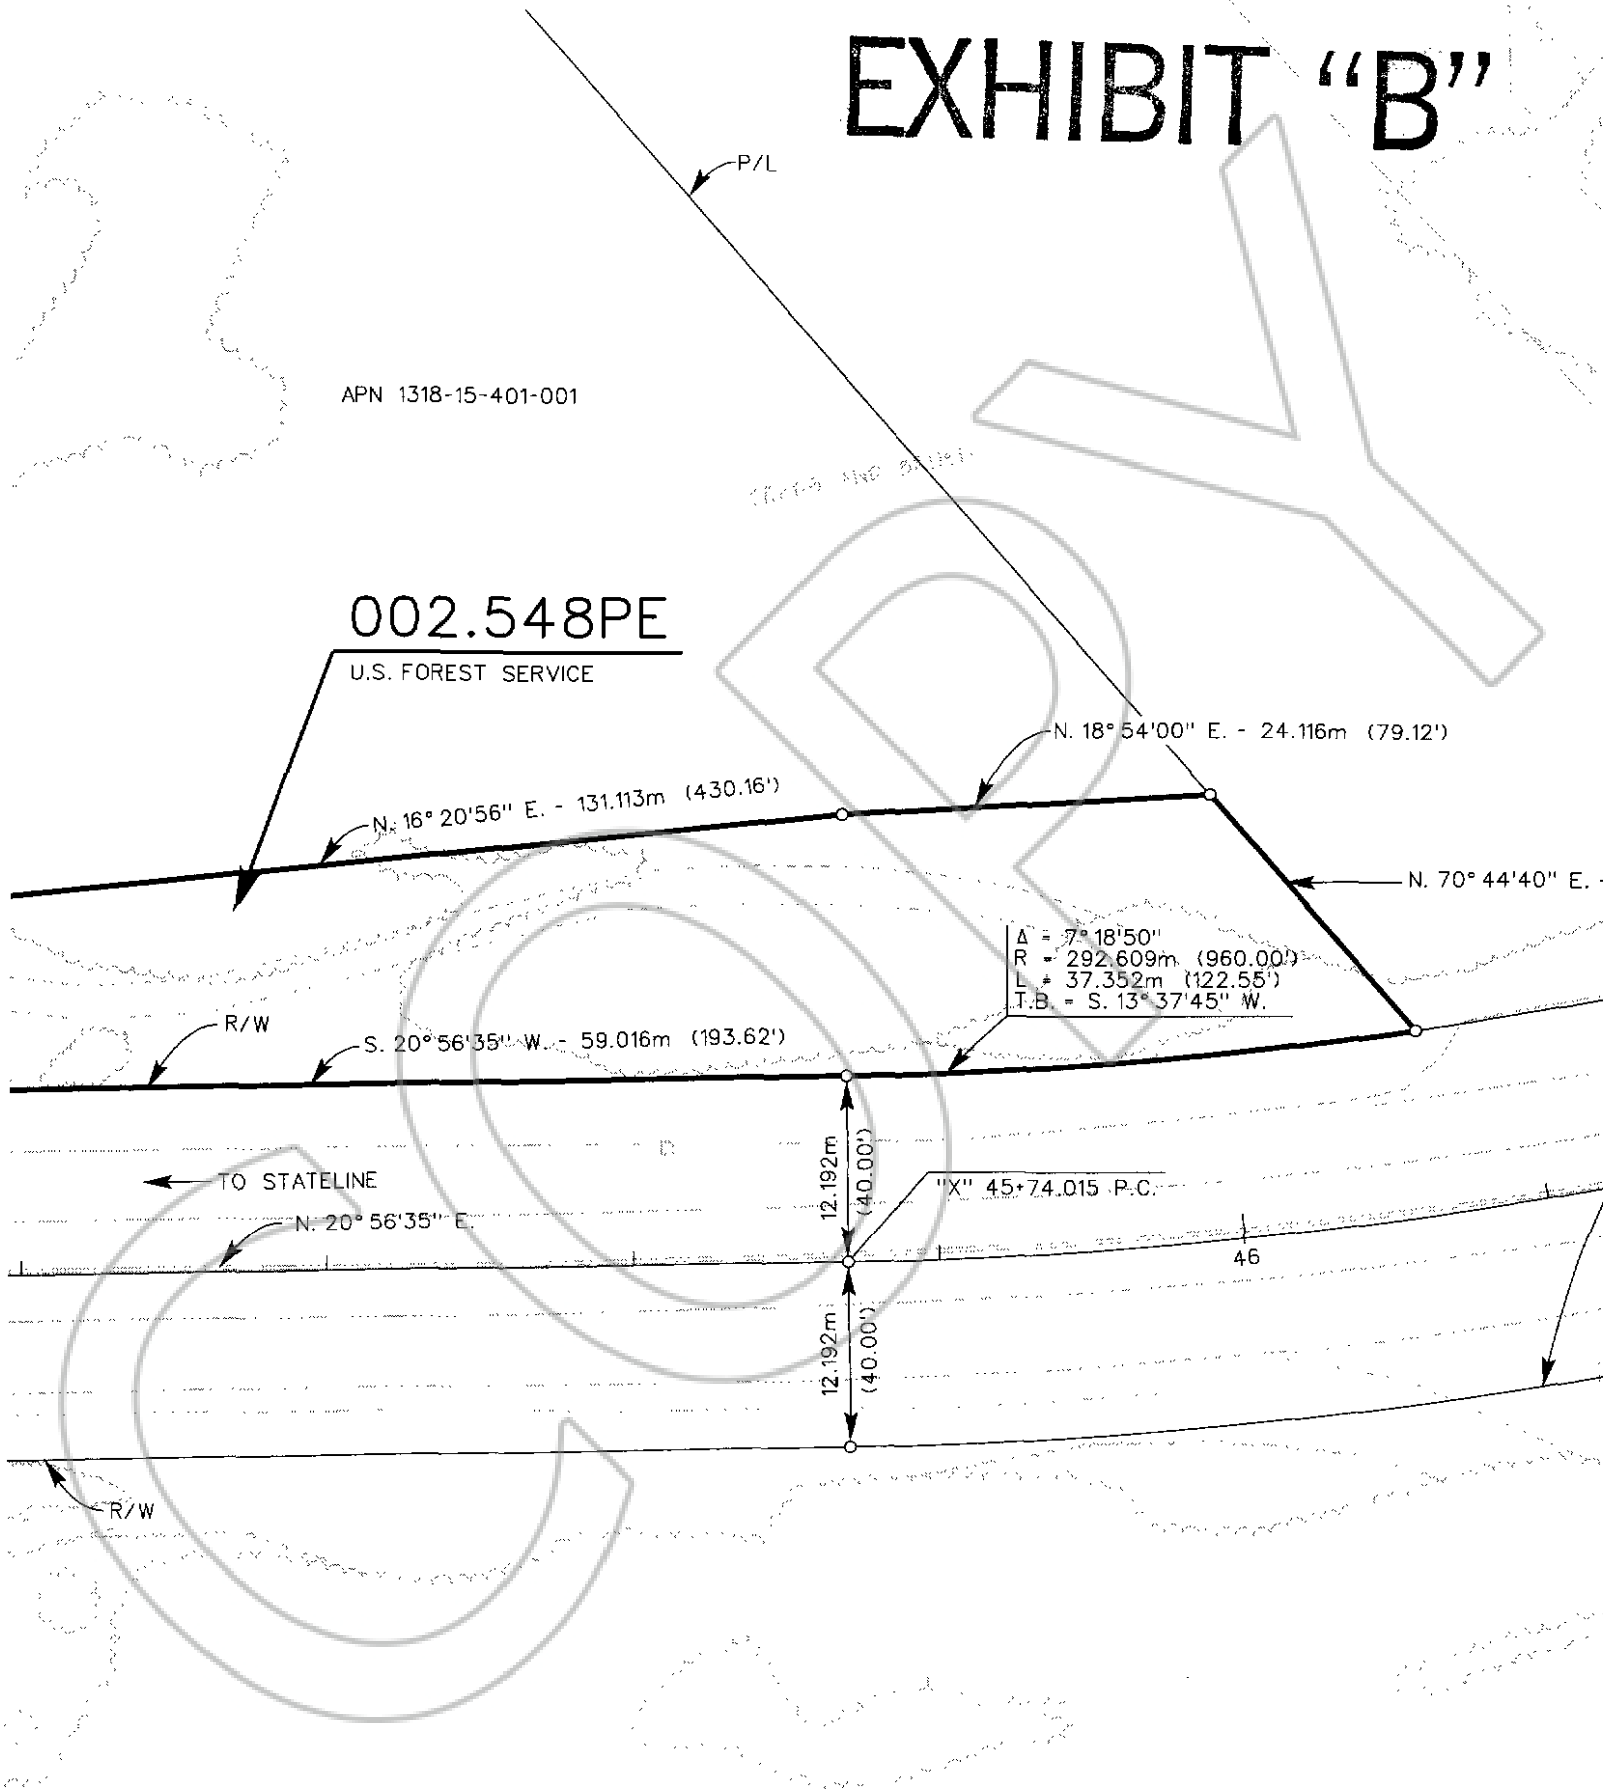 EXHIBIT “B”
P/L
APN 1318-15-401-001
TREES AND BRUSH
002.548PE
U.S. FOREST SERVICE
N. 18° 54'00" E. - 24.116m (79.12')
N. 16° 20'56" E. - 131.113m (430.16')
N. 70° 44'40" E. -
Δ = 7° 18'50"
R = 292.609m (960.00')
L = 37.352m (122.55')
T.B. = S. 13° 37'45" W.
R/W
S. 20° 56'35" W. - 59.016m (193.62')
12.192m
(40.00')
TO STATELINE
"X" 45+74.015 P.C.
N. 20° 56'35" E.
46
12.192m
(40.00')
R/W
COPY